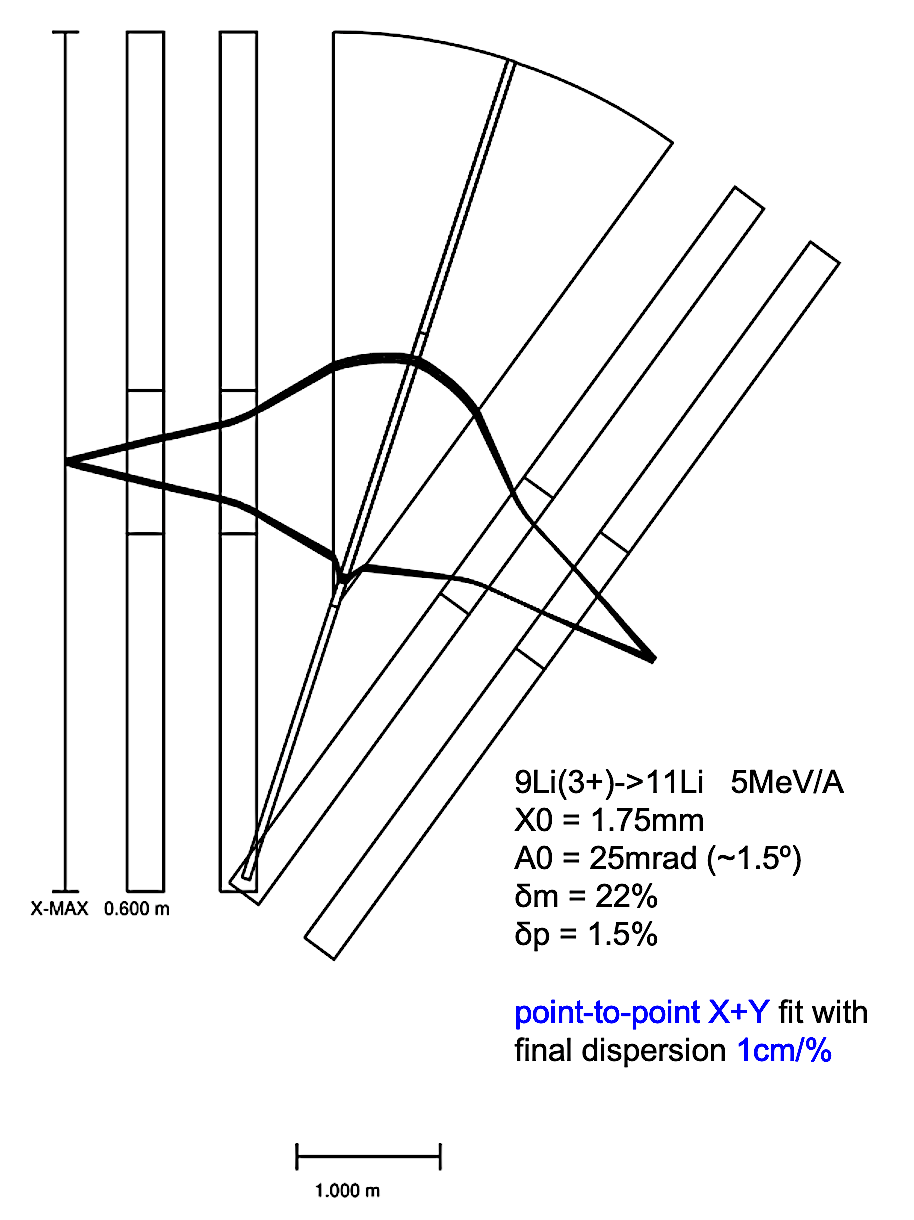 X-MAX 0.600 m
9Li(3+)->11Li 5MeV/A
X0 = 1.75mm
A0 = 25mrad (~1.5º)
δm = 22%
δp = 1.5%
point-to-point X+Y fit with
final dispersion 1cm/%
1.000 m